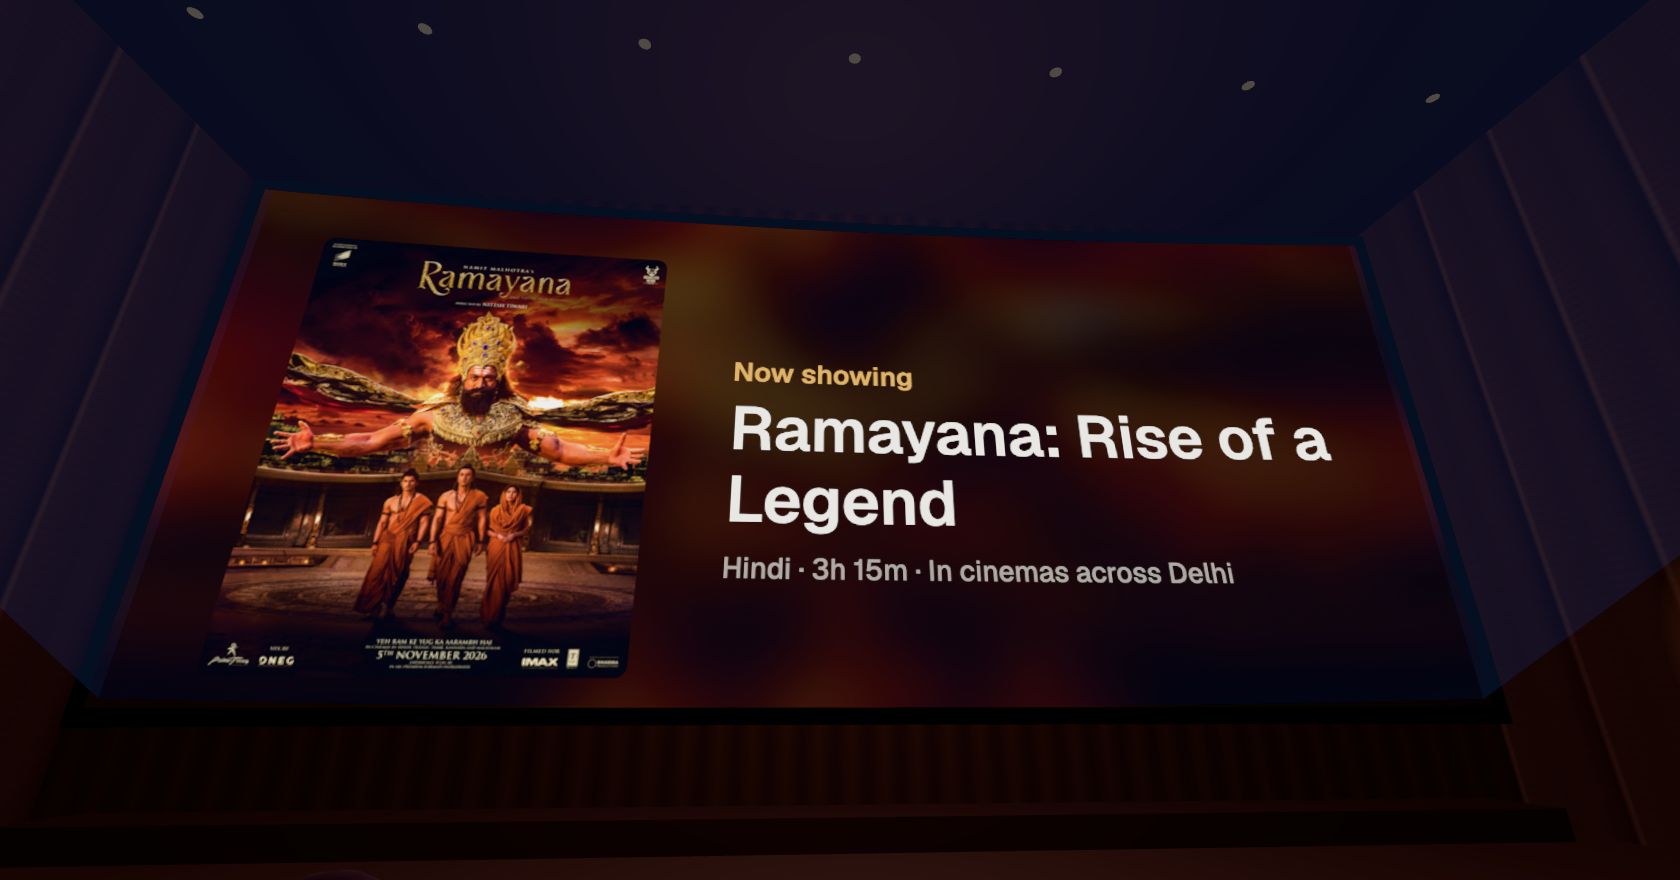 NAMIT MALHOTRA'S
Ramayana
NITESH TIWARI
YEH RAM KE YUG KA AARAMBH HAI
5TH NOVEMBER 2026
DNEG
FILMED FOR
IMAX
Now showing
Ramayana: Rise of a
Legend
Hindi · 3h 15m · In cinemas across Delhi